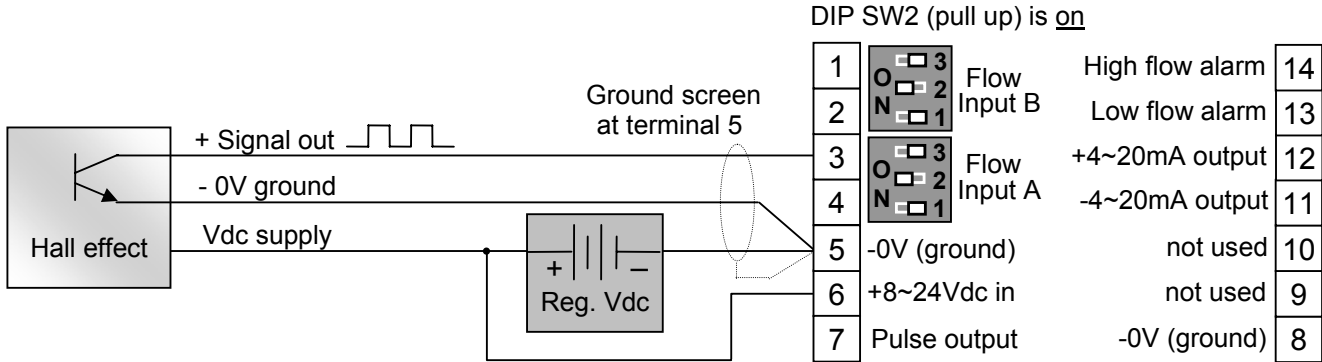 DIP SW2 (pull up) is on
Ground screen
at terminal 5
+ Signal out
- 0V ground
Vdc supply
Hall effect
+ –
Reg. Vdc
1
2
3
4
5
6
7
ON
3
2
1
Flow
Input B
ON
3
2
1
Flow
Input A
-0V (ground)
+8~24Vdc in
Pulse output
High flow alarm 14
Low flow alarm 13
+4~20mA output 12
-4~20mA output 11
not used 10
not used 9
-0V (ground) 8